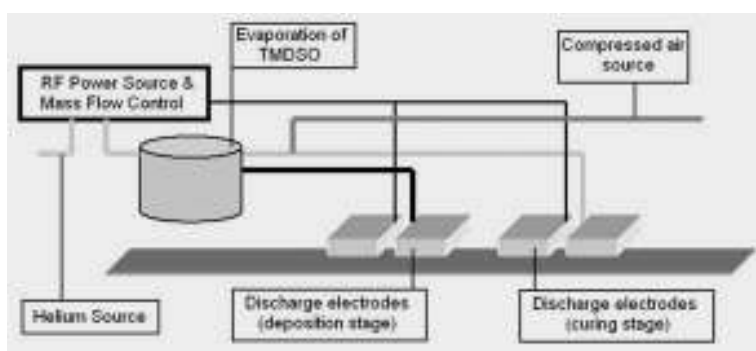 Evaporation of
TMDSO
Compressed air
source
RF Power Source &
Mass Flow Control
Helium Source
Discharge electrodes
(deposition stage)
Discharge electrodes
(curing stage)